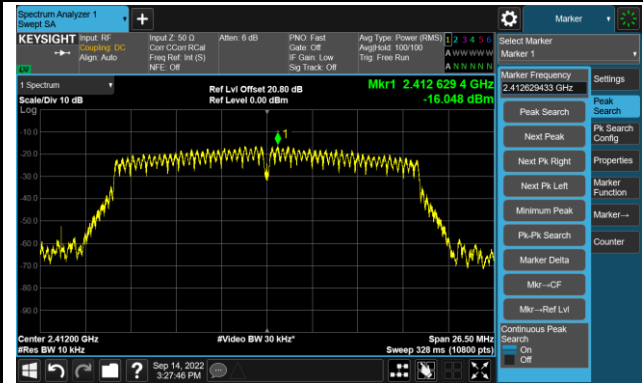 Spectrum Analyzer 1
Swept SA
Marker
KEYSIGHT Input: RF Input Z: 50 Ω Atten: 6 dB PNO: Fast Avg Type: Power (RMS) 1 2 3 4 5 6
Coupling: DC Corr CCorr RCal Gate: Off Avg|Hold: 100/100 A W W W W W
Align: Auto Freq Ref: Int (S) IF Gain: Low Trig: Free Run A N N N N N
NFE: Off Sig Track: Off
Select Marker
Marker 1
1 Spectrum
Scale/Div 10 dB
Ref Lvl Offset 20.80 dB
Ref Level 0.00 dBm
Mkr1 2.412 629 4 GHz
-16.048 dBm
Log
1
-10.0
-20.0
-30.0
-40.0
-50.0
-60.0
-70.0
-80.0
-90.0
Center 2.41200 GHz
#Res BW 10 kHz
#Video BW 30 kHz*
Span 26.50 MHz
Sweep 328 ms (10800 pts)
Marker Frequency
2.412629433 GHz
Peak Search
Next Peak
Next Pk Right
Next Pk Left
Minimum Peak
Pk-Pk Search
Marker Delta
Mkr→CF
Mkr→Ref Lvl
Continuous Peak
Search
On
Off
Settings
Peak
Search
Pk Search
Config
Properties
Marker
Function
Marker→
Counter
Sep 14, 2022
3:27:46 PM